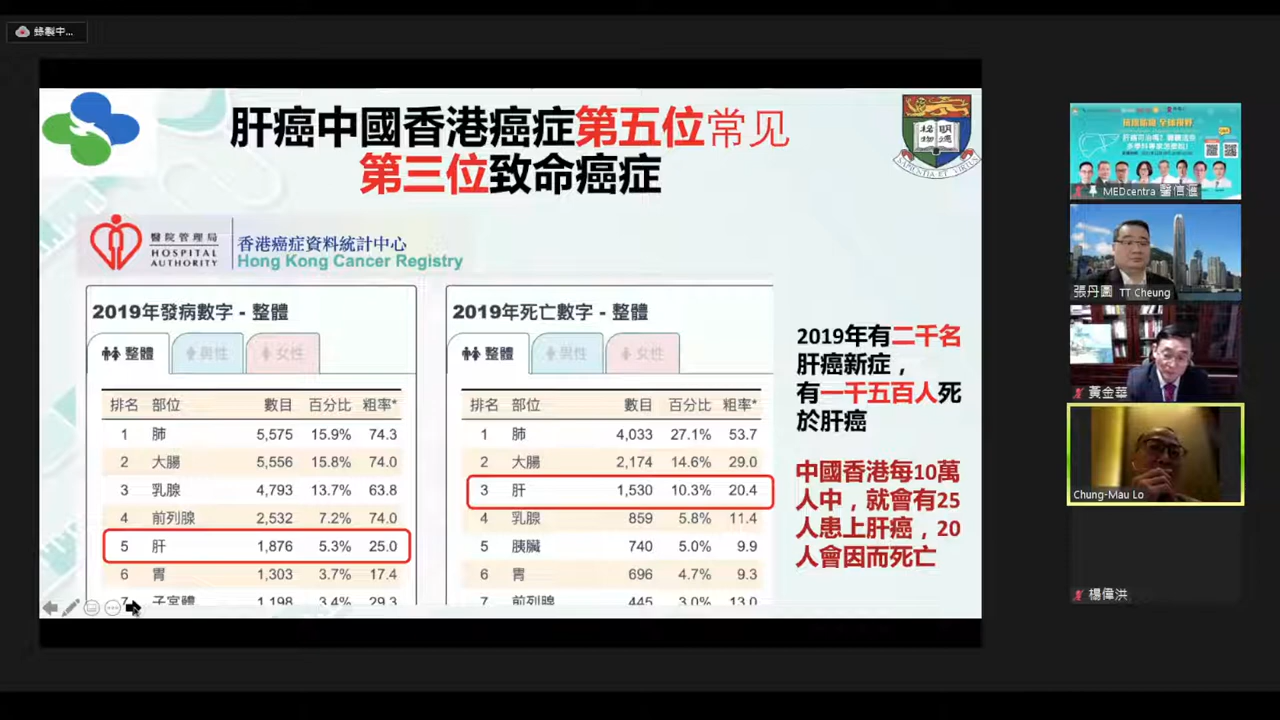 錄製中...
肝癌中國香港癌症第五位常见
第三位致命癌症
醫院管理局
HOSPITAL
AUTHORITY
香港癌症資料統計中心
Hong Kong Cancer Registry
2019年發病數字 - 整體
整體 男性 女性
排名 部位 數目 百分比 粗率*
1 肺 5,575 15.9% 74.3
2 大腸 5,556 15.8% 74.0
3 乳腺 4,793 13.7% 63.8
4 前列腺 2,532 7.2% 74.0
5 肝 1,876 5.3% 25.0
6 胃 1,303 3.7% 17.4
7 子宮體 1,198 3.4% 29.3
2019年死亡數字 - 整體
整體 男性 女性
排名 部位 數目 百分比 粗率*
1 肺 4,033 27.1% 53.7
2 大腸 2,174 14.6% 29.0
3 肝 1,530 10.3% 20.4
4 乳腺 859 5.8% 11.4
5 胰臟 740 5.0% 9.9
6 胃 696 4.7% 9.3
7 前列腺 445 3.0% 13.0
2019年有二千名
肝癌新症，
有一千五百人死
於肝癌
中國香港每10萬
人中，就會有25
人患上肝癌，20
人會因而死亡
MEDcentra 醫信滙
張丹圖 TT Cheung
黃金華
Chung-Mau Lo
楊偉洪